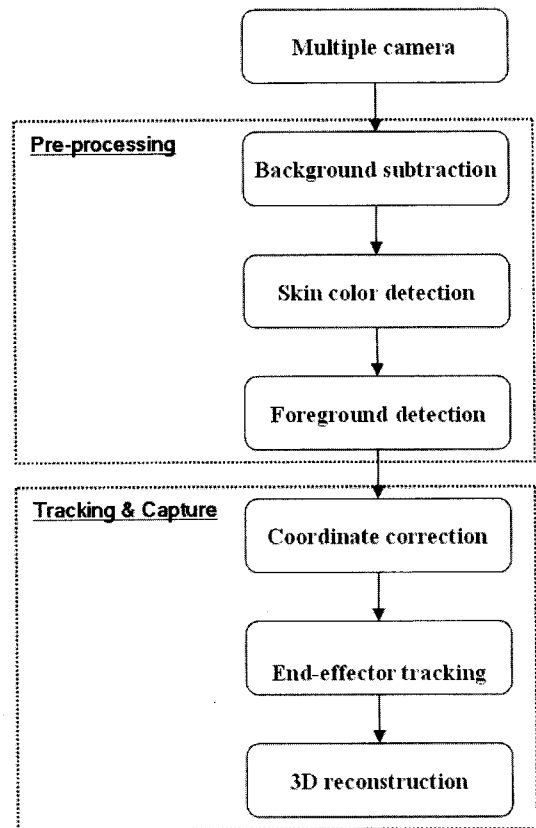 Multiple camera
Pre-processing
Background subtraction
Skin color detection
Foreground detection
Tracking & Capture
Coordinate correction
End-effector tracking
3D reconstruction